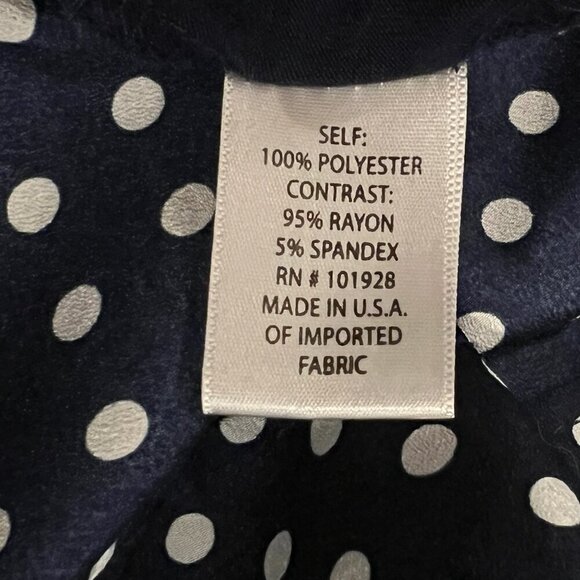 SELF:
100% POLYESTER
CONTRAST:
95% RAYON
5% SPANDEX
RN # 101928
MADE IN U.S.A.
OF IMPORTED
FABRIC